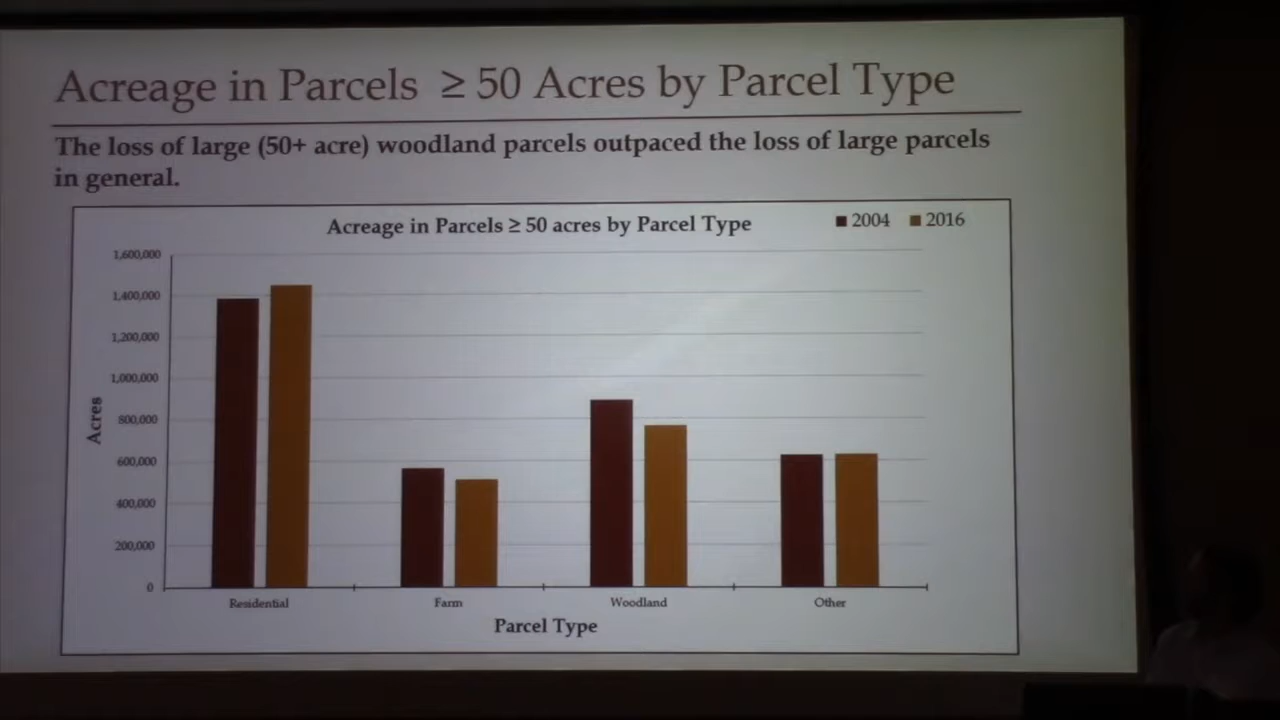 Acreage in Parcels ≥ 50 Acres by Parcel Type
The loss of large (50+ acre) woodland parcels outpaced the loss of large parcels
in general.
Acreage in Parcels ≥ 50 acres by Parcel Type
2004 2016
1,600,000
1,400,000
1,200,000
1,000,000
800,000
600,000
400,000
200,000
0
Acres
Residential Farm Woodland Other
Parcel Type